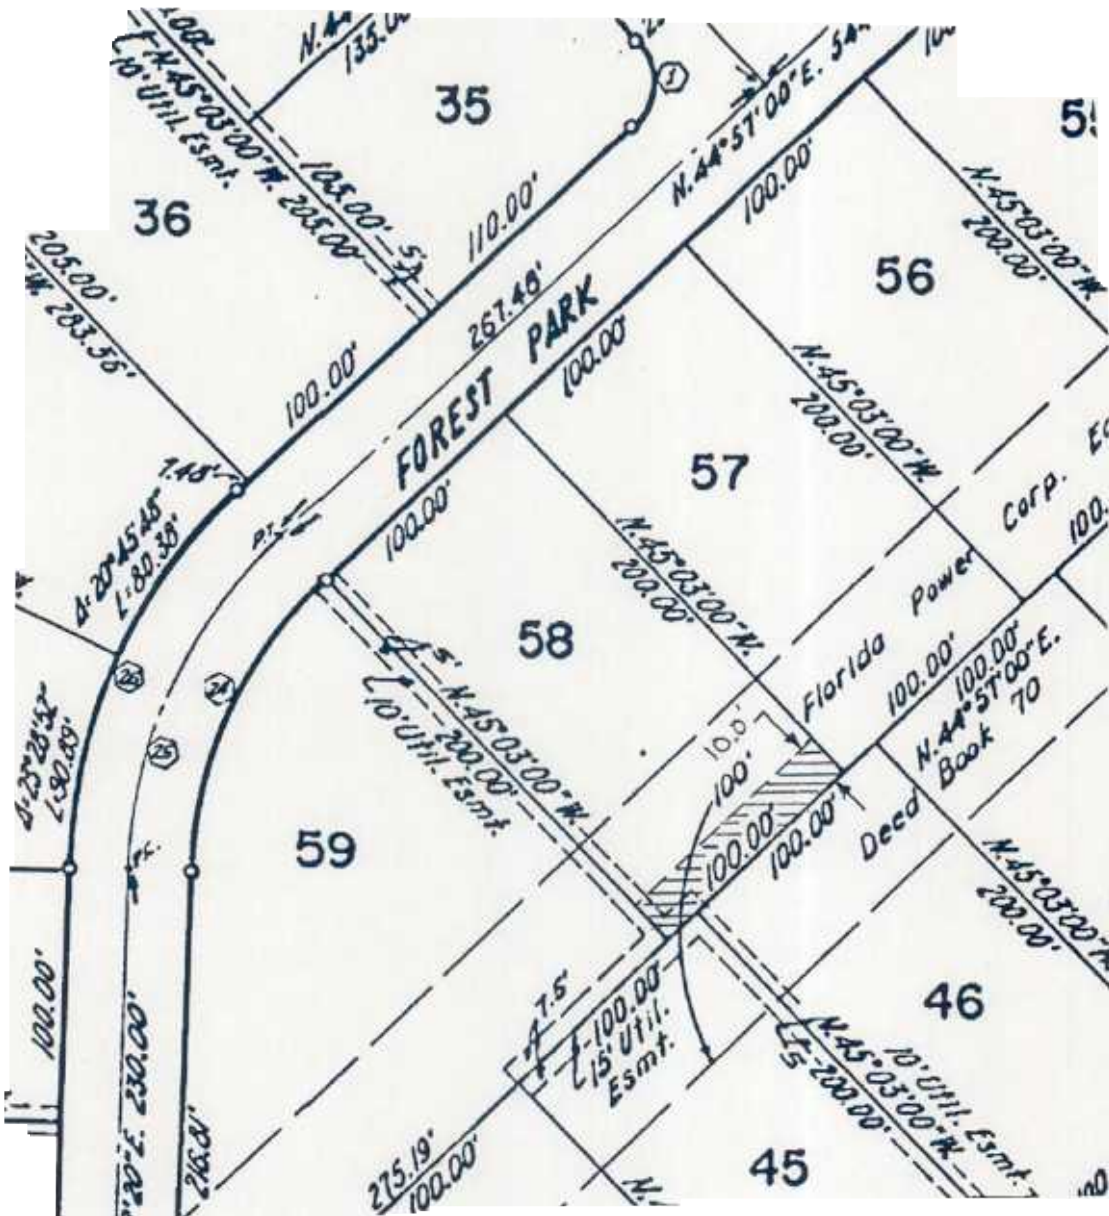 35
36
N.45°03'00"W. 205.00'
10' Util. Esmt.
105.00'
5'
135.00'
1
110.00'
N.44°57'00"E.
100.00'
205.00'
283.56'
267.48'
FOREST PARK
100.00'
100.00'
100.00'
7.48'
P.T.
Δ=20°45'48"
L=80.38'
26
24
25
Δ=23°28'32"
L=90.89'
P.C.
100.00'
230.00'
216.81'
56
N.45°03'00"W.
200.00'
57
N.45°03'00"W.
200.00'
58
N.45°03'00"W.
200.00'
59
5'
10' Util. Esmt.
N.45°03'00"W.
200.00'
Florida Power Corp.
100.00'
100.00'
N.44°57'00"E.
Deed Book 70
10.0'
100'
100.00'
100.00'
7.5'
100.00'
15' Util.
Esmt.
275.19'
100.00'
45
46
N.45°03'00"W.
200.00'
10' Util. Esmt.
N.45°03'00"W.
200.00'
5'